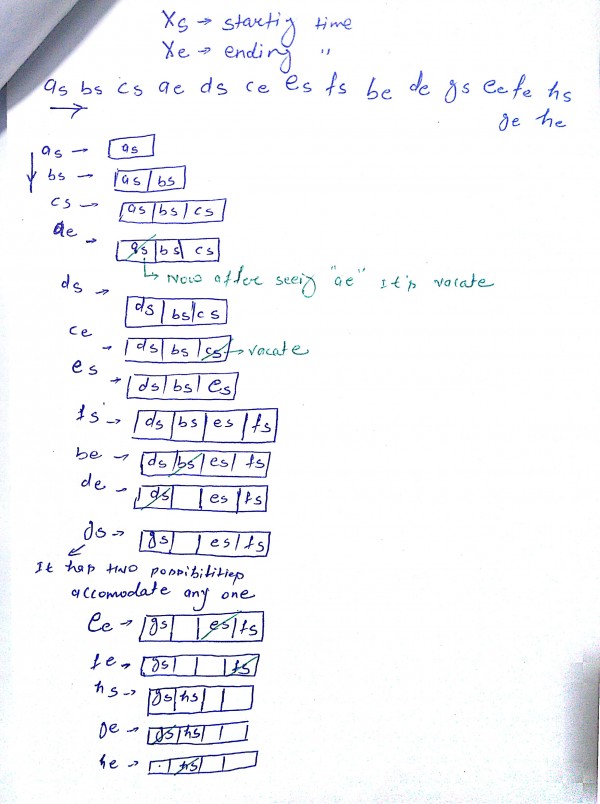 Xs → starting time
Xe → ending "
as bs cs ae ds ce es fs be de gs ee fe hs
ge he
as → as
bs → as | bs
cs → as | bs | cs
ae → as | bs | cs
Now after seeing "ae" It's vacate
ds → ds | bs | cs
ce → ds | bs | cs → vacate
es → ds | bs | es
fs → ds | bs | es | fs
be → ds | bs | es | fs
de → ds | | es | fs
gs → gs | | es | fs
It has two possibilities
accomodate any one
ee → gs | | es | fs
fe → gs | | | fs
hs → gs | hs | |
ge → gs | hs | |
he → | hs | |